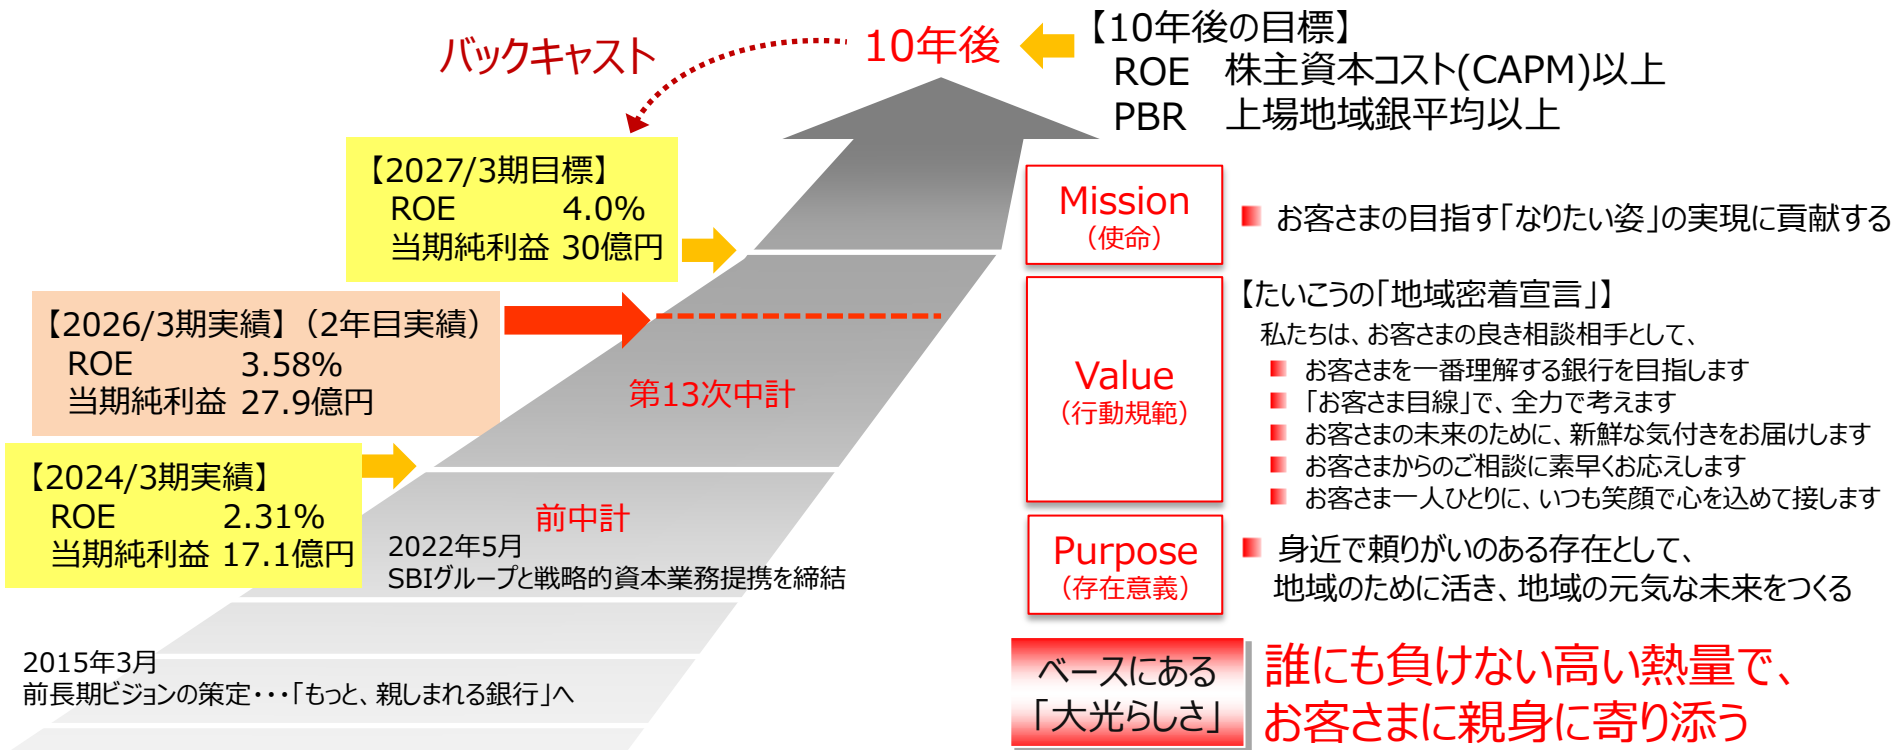 バックキャスト
10年後
【10年後の目標】
ROE 株主資本コスト(CAPM)以上
PBR 上場地域銀平均以上
【2027/3期目標】
ROE 4.0%
当期純利益 30億円
【2026/3期実績】（2年目実績）
ROE 3.58%
当期純利益 27.9億円
第13次中計
【2024/3期実績】
ROE 2.31%
当期純利益 17.1億円
前中計
2022年5月
SBIグループと戦略的資本業務提携を締結
2015年3月
前長期ビジョンの策定・・・「もっと、親しまれる銀行」へ
Mission
（使命）
お客さまの目指す「なりたい姿」の実現に貢献する
Value
（行動規範）
【たいこうの「地域密着宣言」】
私たちは、お客さまの良き相談相手として、
お客さまを一番理解する銀行を目指します
「お客さま目線」で、全力で考えます
お客さまの未来のために、新鮮な気付きをお届けします
お客さまからのご相談に素早くお応えします
お客さま一人ひとりに、いつも笑顔で心を込めて接します
Purpose
（存在意義）
身近で頼りがいのある存在として、
地域のために活き、地域の元気な未来をつくる
ベースにある
「大光らしさ」
誰にも負けない高い熱量で、
お客さまに親身に寄り添う